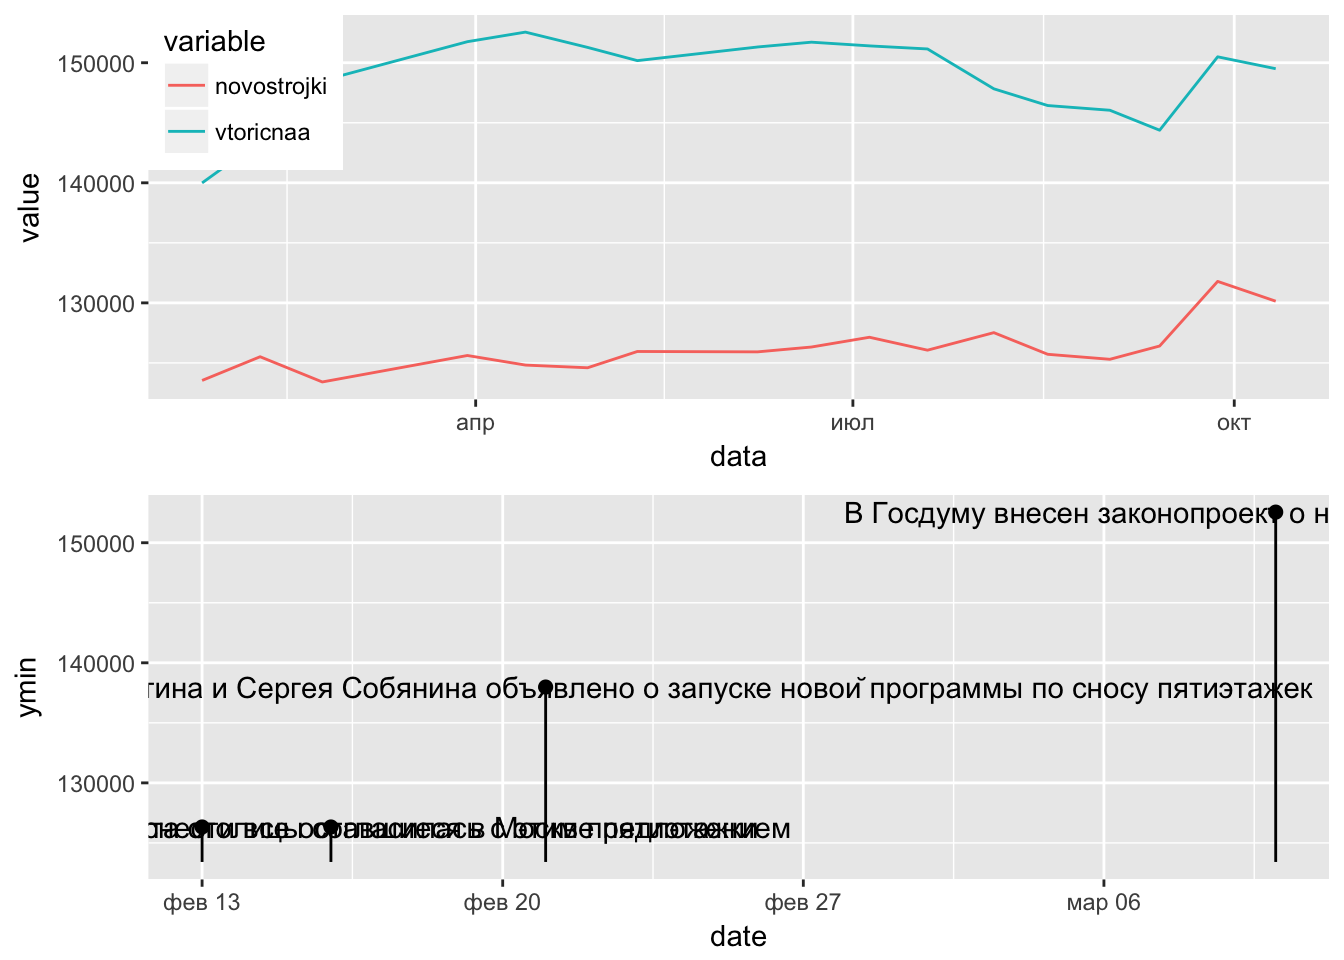 variable
novostrojki
vtoricnaa
150000
140000
130000
value
апр
июл
окт
data
В Госдуму внесен законопроект о
150000
140000
и Сергея Собянина объявлено о запуске новой программы по сносу пятиэтажек
130000
предложением
ymin
фев 13
фев 20
фев 27
мар 06
date